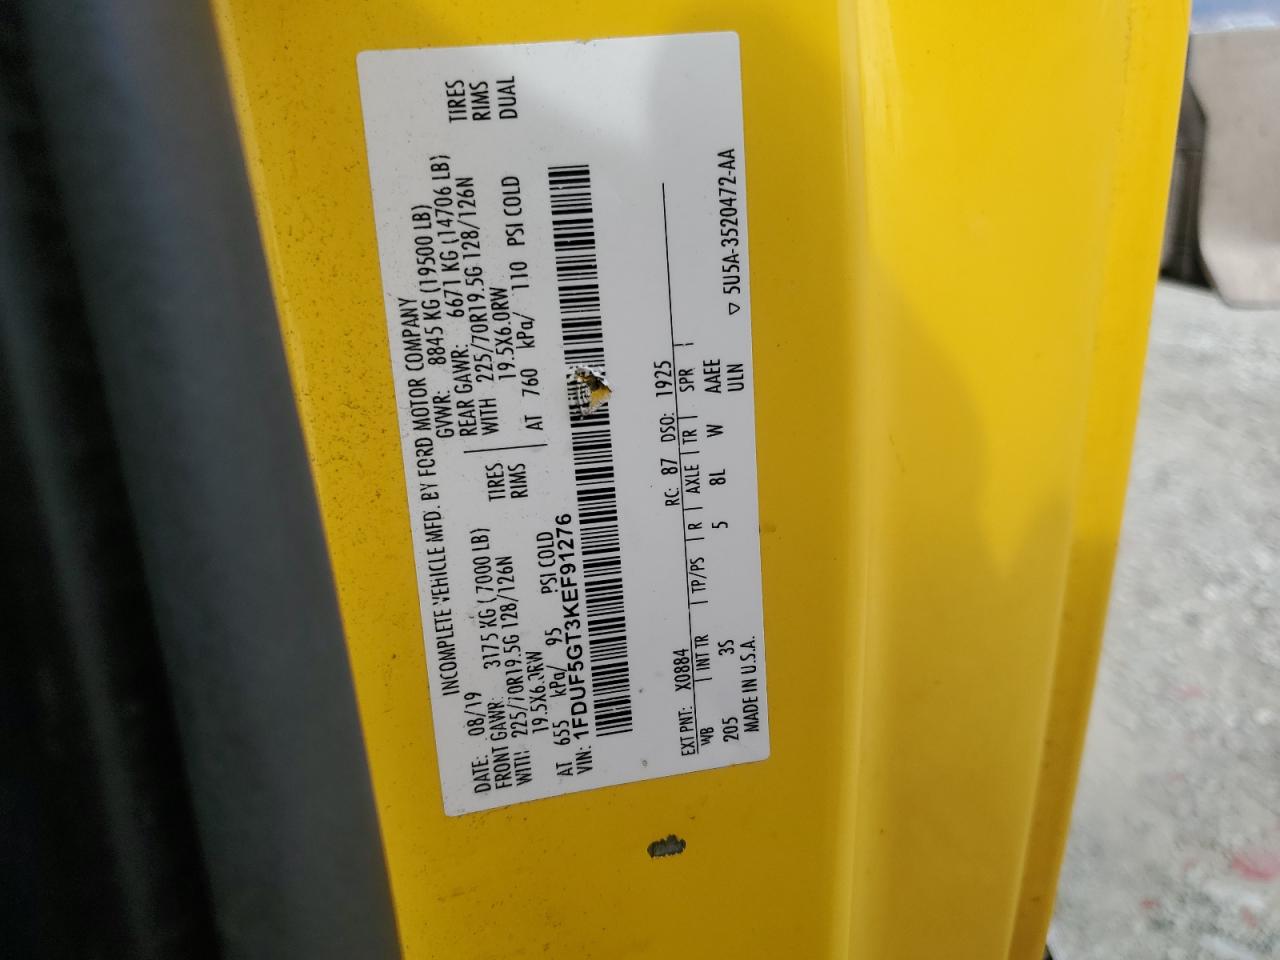 INCOMPLETE VEHICLE MFD. BY FORD MOTOR COMPANY
DATE: 08/19 GVWR: 8845 KG (19500 LB)
FRONT GAWR: 3175 KG ( 7000 LB) REAR GAWR: 6671 KG (14706 LB)
WITH: 225/70R19.5G 128/126N TIRES WITH 225/70R19.5G 128/126N TIRES
19.5X6.0RW RIMS 19.5X6.0RW RIMS
AT 655 kPa/ 95 PSI COLD AT 760 kPa/ 110 PSI COLD DUAL
VIN: 1FDUF5GT3KEF91276
EXT PNT: X0884 RC: 87 DSO: 1925
WB INT TR TP/PS R AXLE TR SPR
205 3S 5 8L W AAEE
MADE IN U.S.A. ULN ▽ 5U5A-3520472-AA